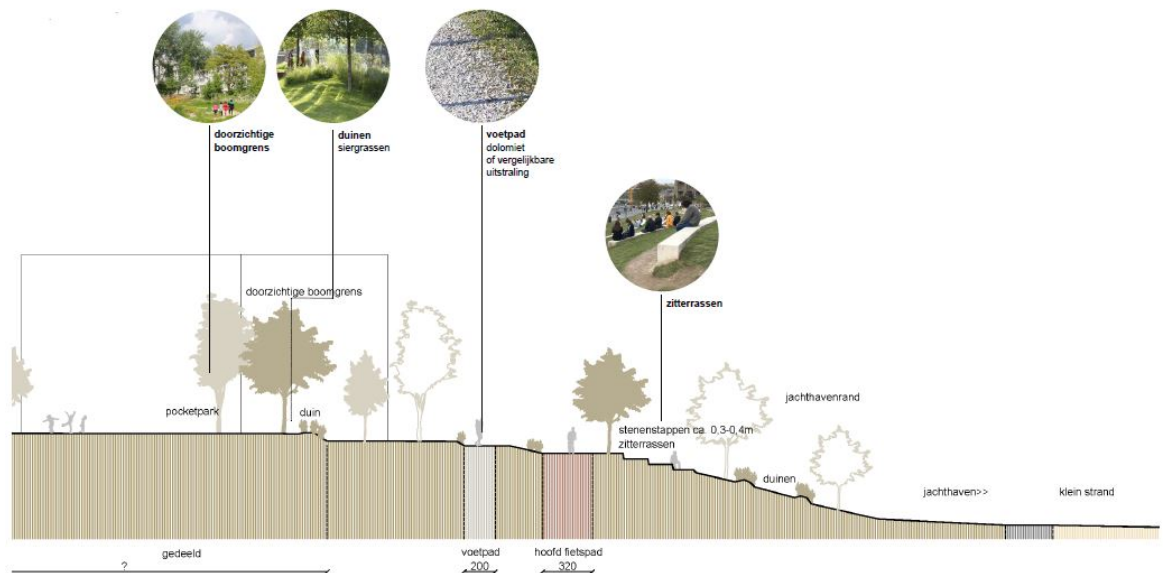 doorzichtige
boomgrens
duinen
siergrassen
voetpad
dolomiet
of vergelijkbare
uitstraling
zitterrassen
doorzichtige boomgrens
pocketpark
duin
stenenstappen ca. 0,3-0,4m
zitterrassen
jachthavenrand
duinen
jachthaven>>
klein strand
gedeeld
?
voetpad
200
hoofd fietspad
320